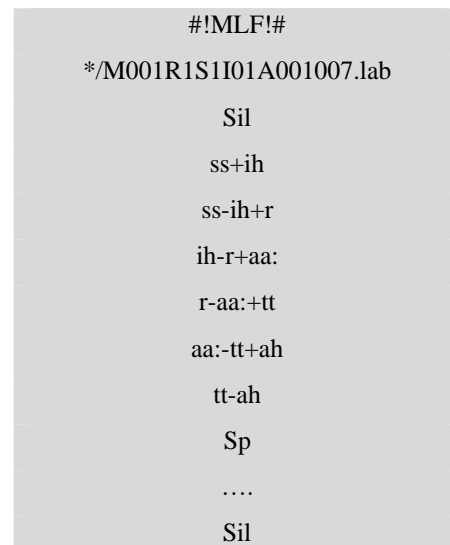 #!MLF!#
*/M001R1S1I01A001007.lab
Sil
ss+ih
ss-ih+r
ih-r+aa:
r-aa:+tt
aa:-tt+ah
tt-ah
Sp
….
Sil